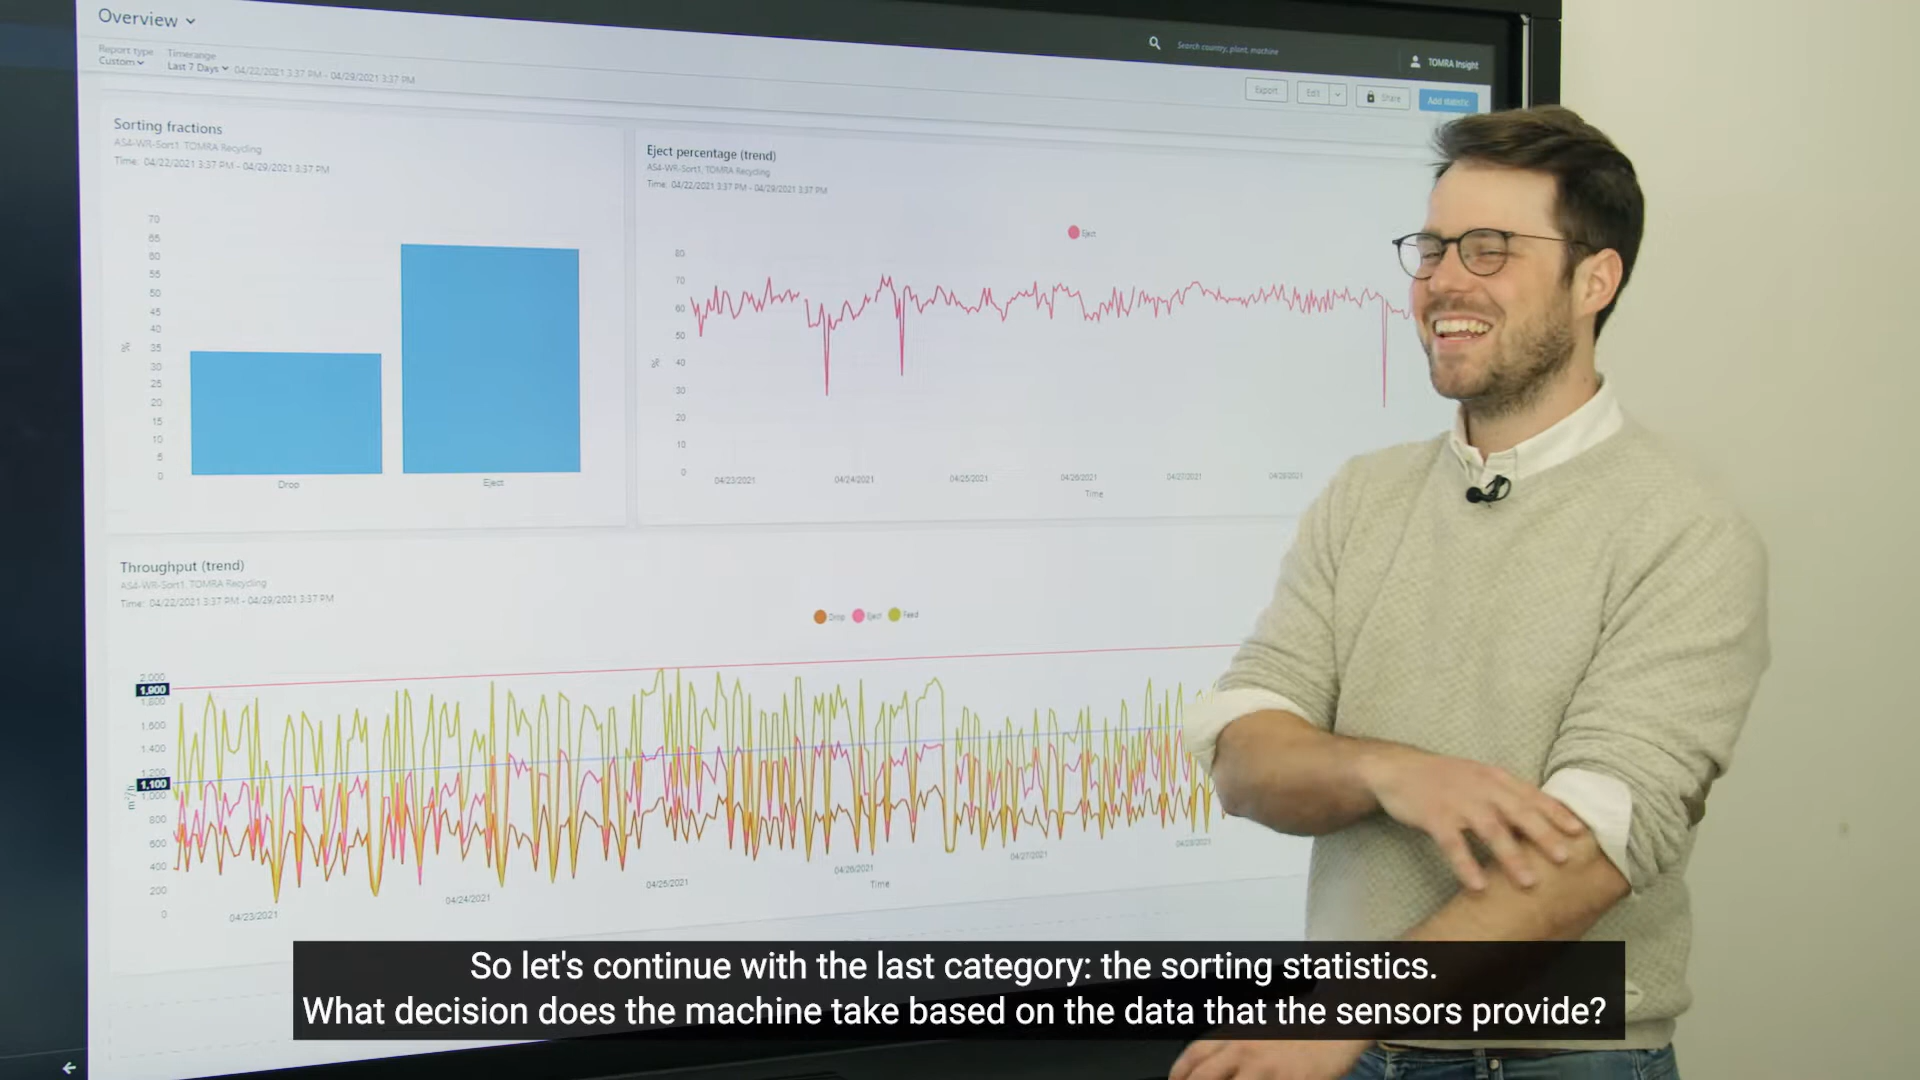 Overview
Search country, plant, machine
TOMRA Insight
Report type
Custom
Timerange
Last 7 Days
04/22/2021 3:37 PM - 04/29/2021 3:37 PM
Export
Edit
Share
Add statistic
Sorting fractions
AS4-WR-Sort1, TOMRA Recycling
Time: 04/22/2021 3:37 PM - 04/29/2021 3:37 PM
70
65
60
55
50
45
40
35
30
25
20
15
10
5
0
%
Drop
Eject
Eject percentage (trend)
AS4-WR-Sort1, TOMRA Recycling
Time: 04/22/2021 3:37 PM - 04/29/2021 3:37 PM
Eject
80
70
60
50
40
30
20
10
0
%
04/23/2021
04/24/2021
04/25/2021
04/26/2021
04/27/2021
04/28/2021
Time
Throughput (trend)
AS4-WR-Sort1, TOMRA Recycling
Time: 04/22/2021 3:37 PM - 04/29/2021 3:37 PM
Drop
Eject
Feed
2.000
1.900
1.800
1.600
1.400
1.200
1.100
1.000
800
600
400
200
0
04/23/2021
04/24/2021
04/25/2021
04/26/2021
04/27/2021
04/28/2021
Time
So let's continue with the last category: the sorting statistics.
What decision does the machine take based on the data that the sensors provide?